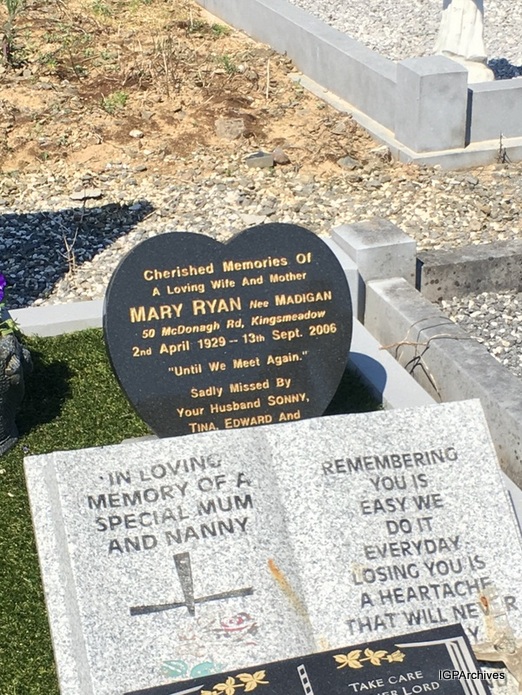 Cherished Memories Of
A Loving Wife And Mother
MARY RYAN Nee MADIGAN
50 McDonagh Rd, Kingsmeadow
2nd April 1929 – 13th Sept. 2006
"Until We Meet Again."
Sadly Missed By
Your Husband SONNY,
TINA, EDWARD And
IN LOVING
MEMORY OF A
SPECIAL MUM
AND NANNY
REMEMBERING
YOU IS
EASY WE
DO IT
EVERYDAY
LOSING YOU IS
A HEARTACHE
THAT WILL NEVER
TAKE CARE
LORD
IGPArchives